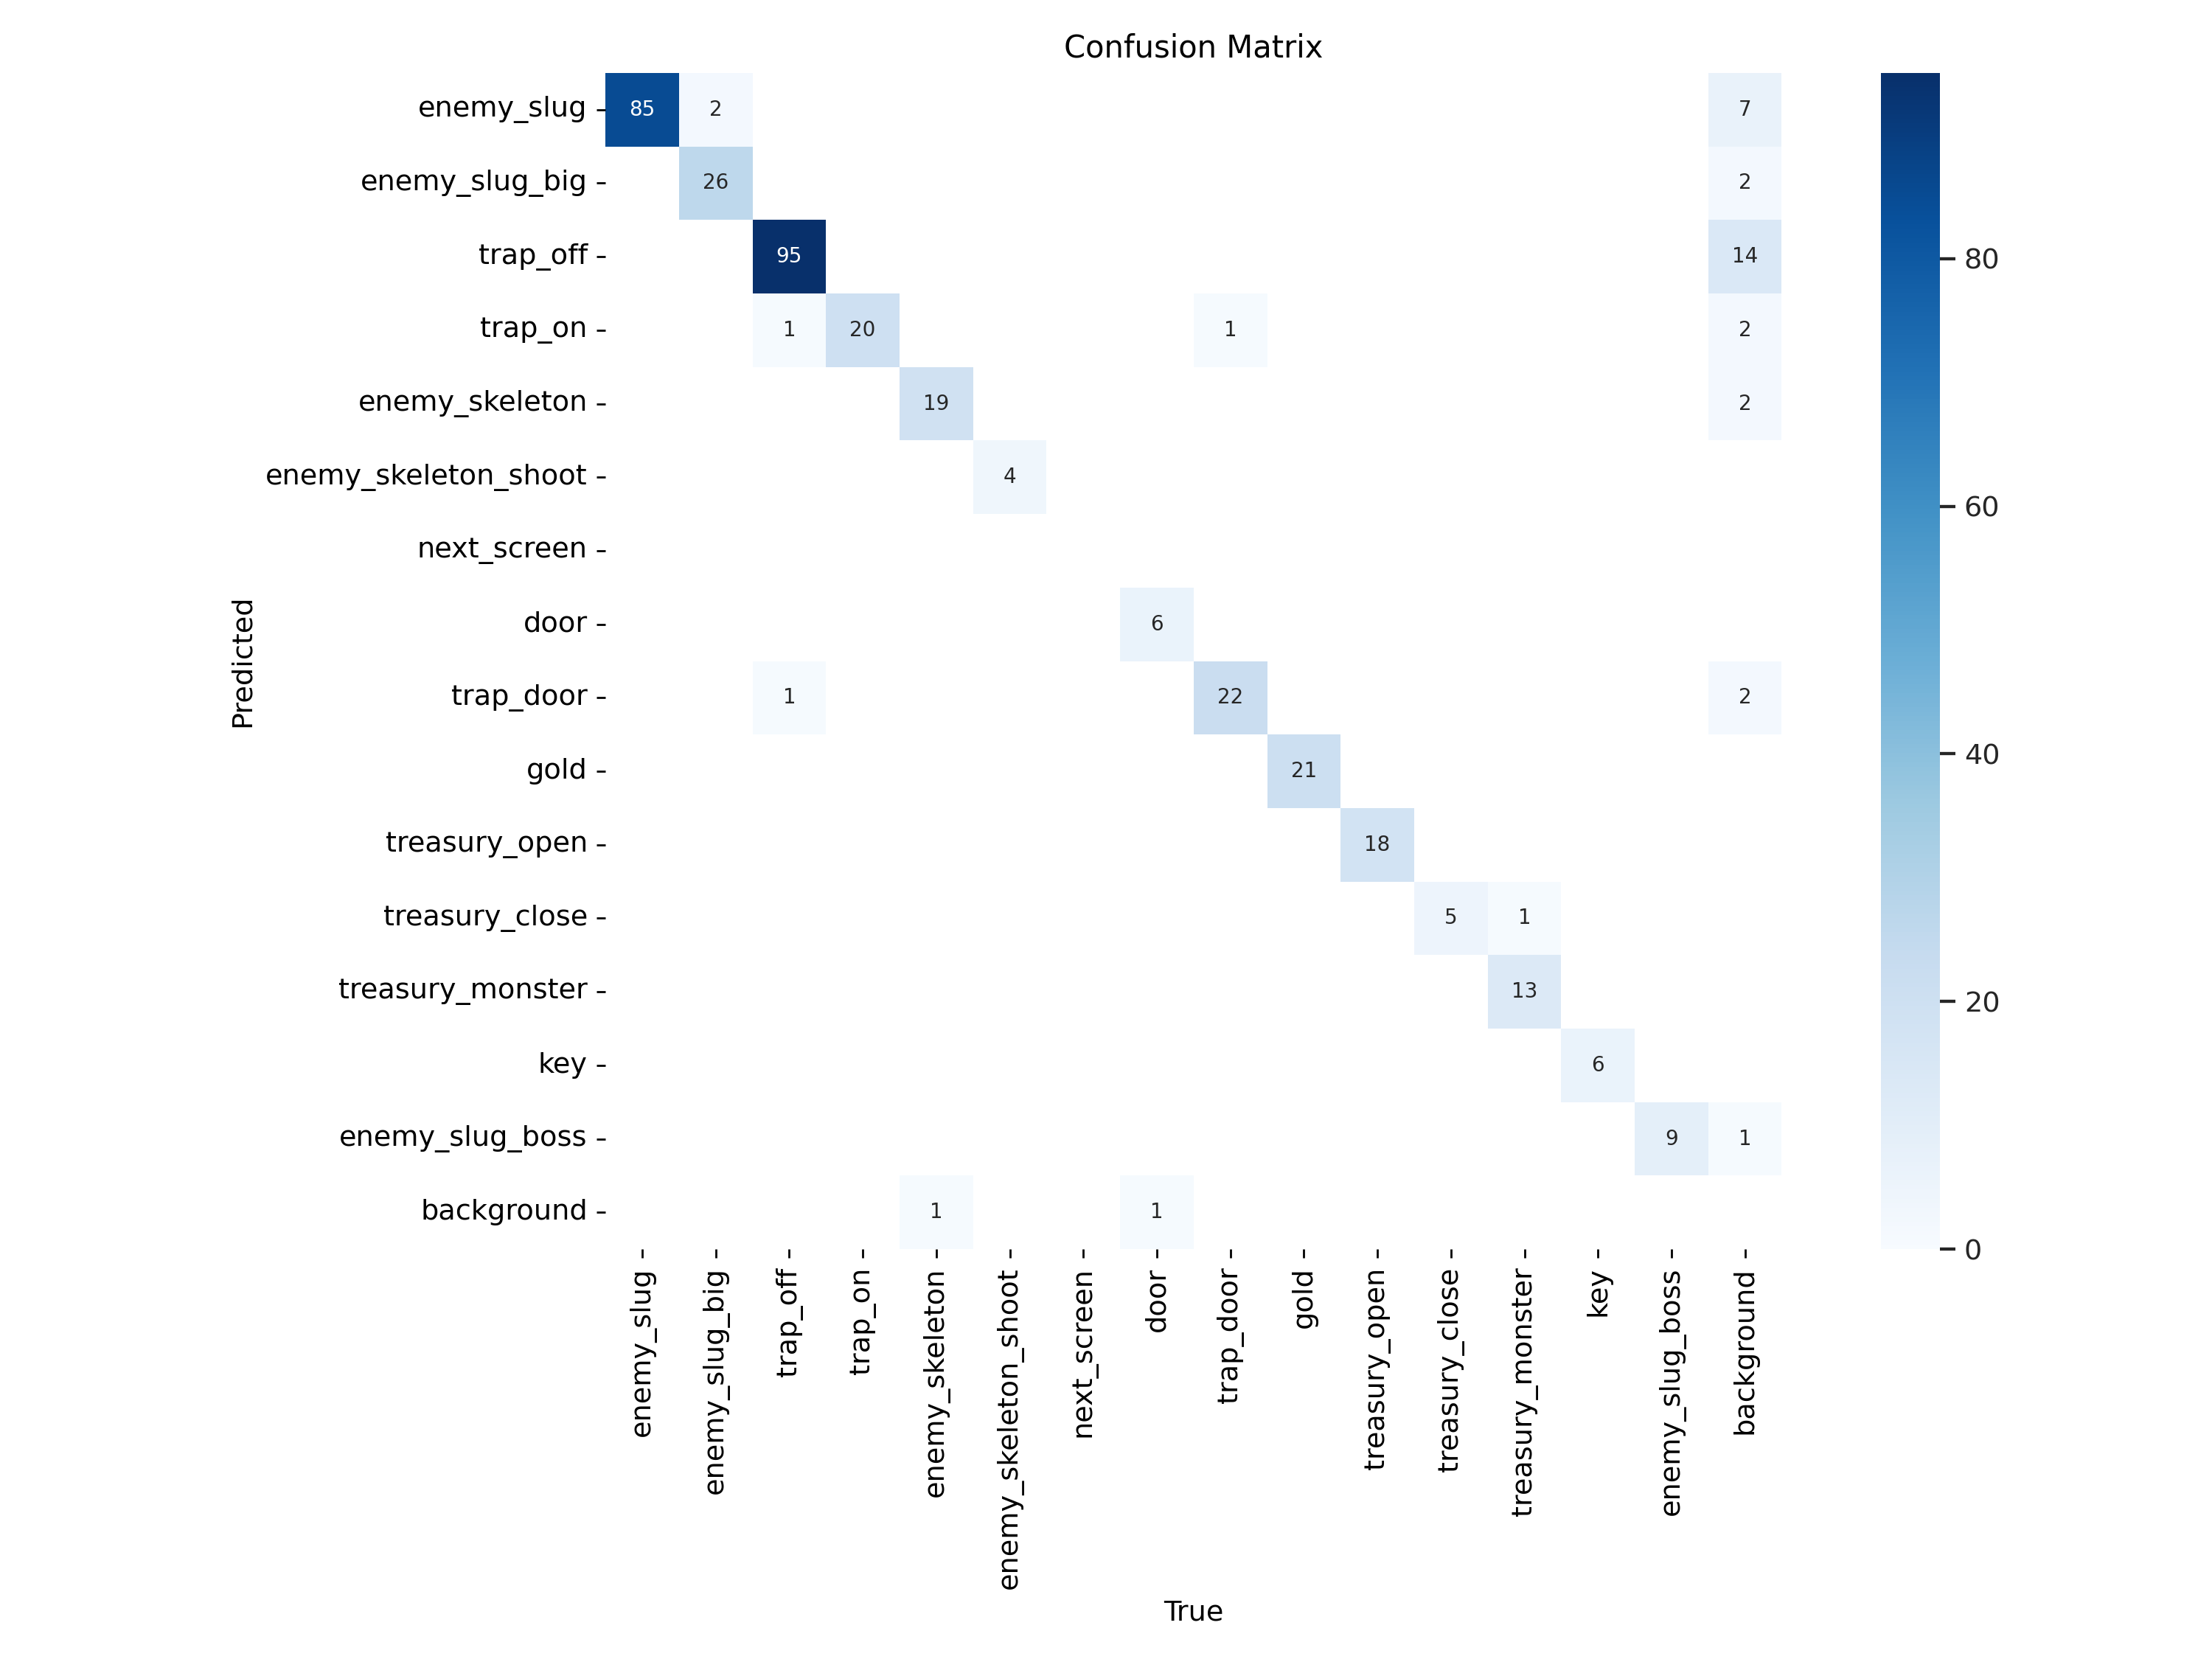 Confusion Matrix
enemy_slug 85 2 7
enemy_slug_big 26 2
trap_off 95 14
80
trap_on 1 20 1 2
enemy_skeleton 19 2
enemy_skeleton_shoot 4
60
next_screen
door 6
Predicted
trap_door 1 22 2
40
gold 21
treasury_open 18
treasury_close 5 1
treasury_monster 13
20
key 6
enemy_slug_boss 9 1
background 1 1
0
enemy_slug
enemy_slug_big
trap_off
trap_on
enemy_skeleton
enemy_skeleton_shoot
next_screen
door
trap_door
gold
treasury_open
treasury_close
treasury_monster
key
enemy_slug_boss
background
True